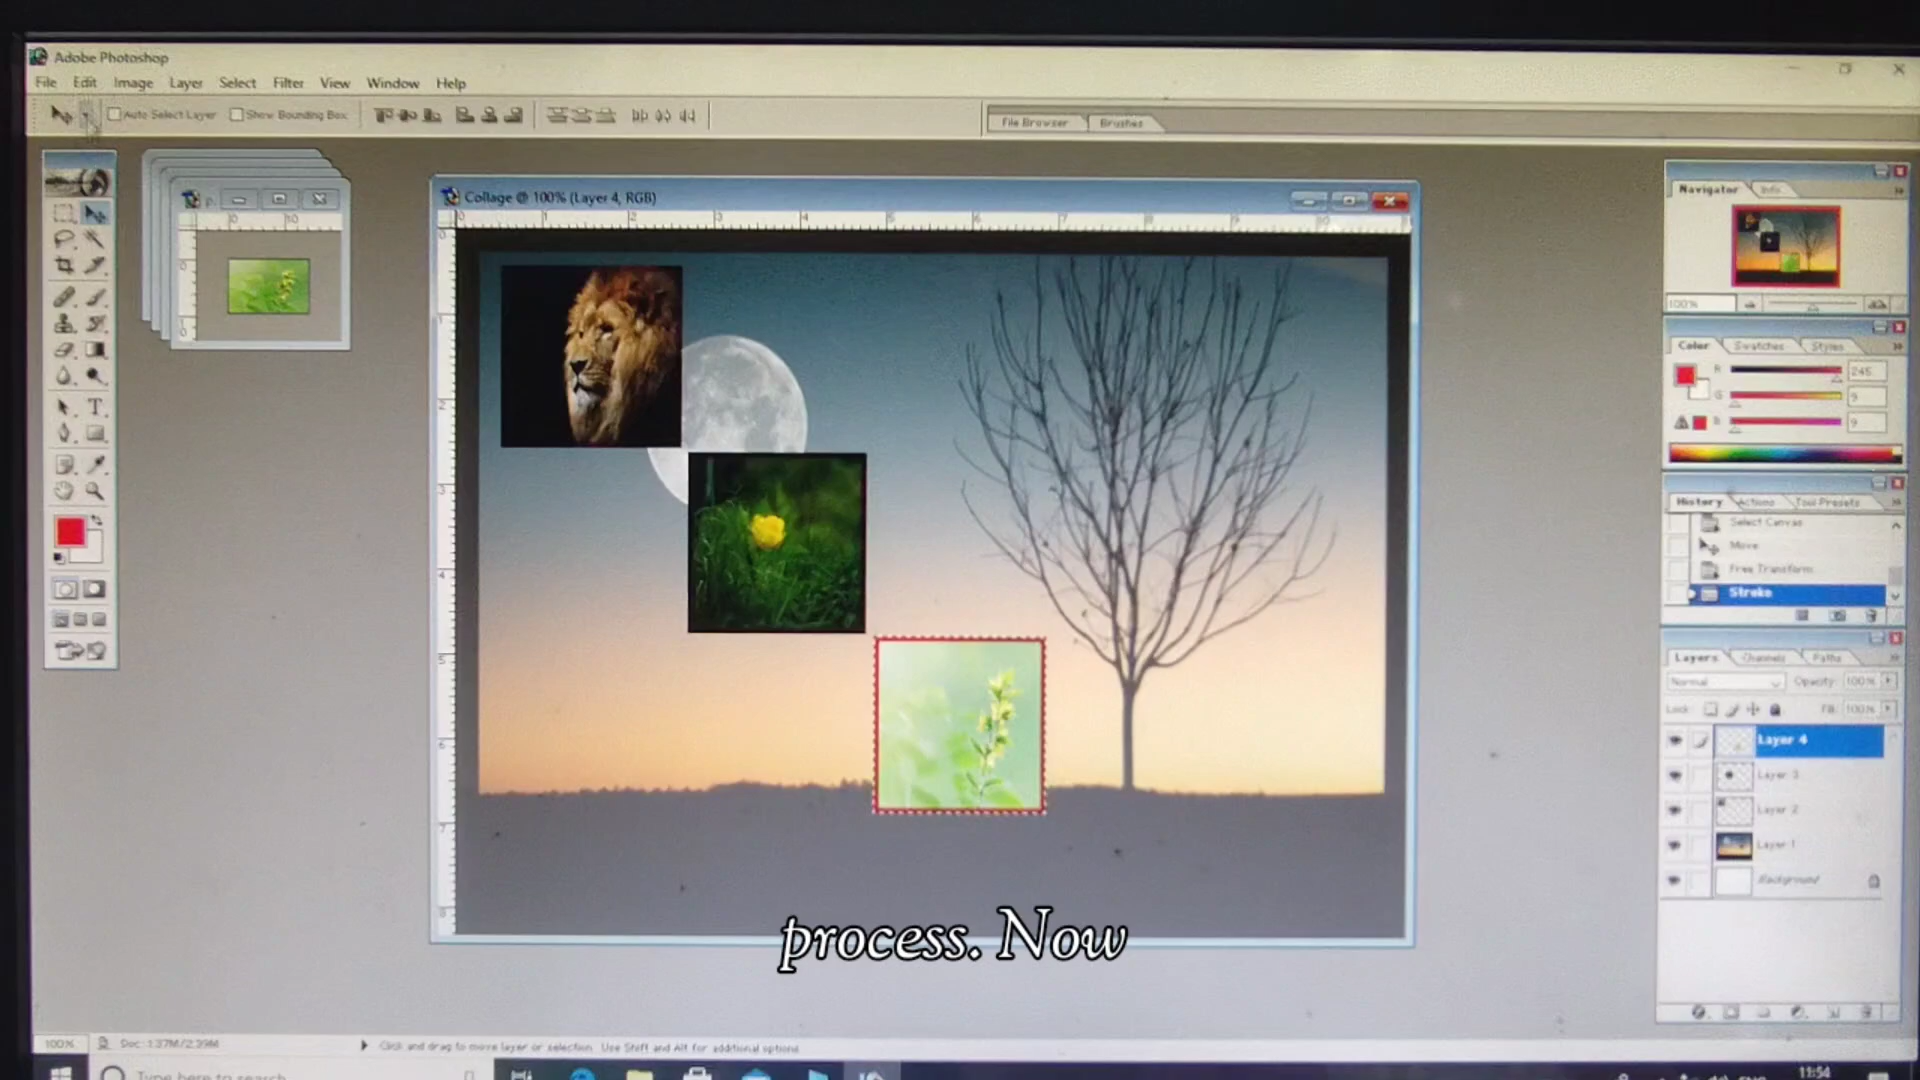 Adobe Photoshop
File Edit Image Layer Select Filter View Window Help
Auto Select Layer Show Bounding Box
File Browser Brushes
Collage @ 100% (Layer 4, RGB)
Navigator Info
100%
Color Swatches Styles
R 245
G 9
B 9
History Actions Tool Presets
Select Canvas
Move
Free Transform
Stroke
Layers Channels Paths
Normal Opacity: 100%
Lock: Fill: 100%
Layer 4
Layer 3
Layer 2
Layer 1
Background
process. Now
100% Doc: 1.37M/2.39M Click and drag to move layer or selection. Use Shift and Alt for additional options.
Type here to search
11:54